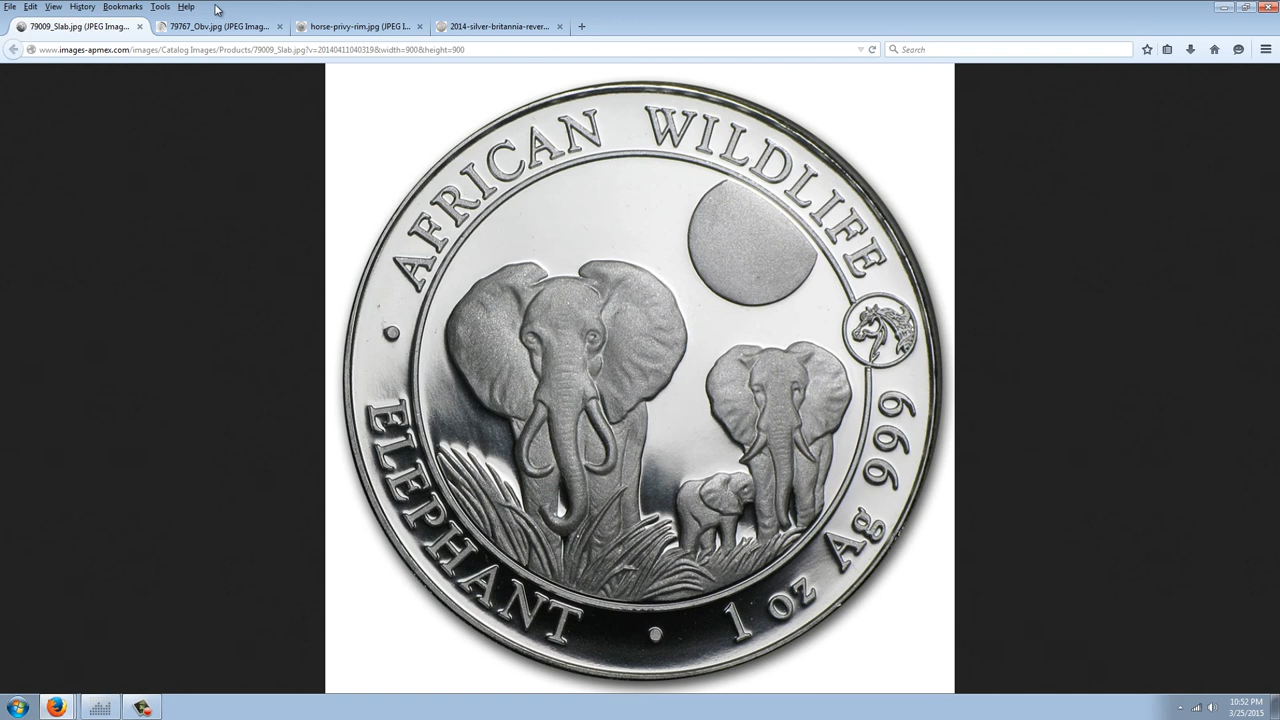 File Edit View History Bookmarks Tools Help
79009_Slab.jpg (JPEG Imag...
79767_Obv.jpg (JPEG Imag...
horse-privy-rim.jpg (JPEG I...
2014-silver-britannia-rever...
www.images-apmex.com/images/Catalog Images/Products/79009_Slab.jpg?v=20140411040319&width=900&height=900
Search
AFRICAN WILDLIFE
999
1 oz Ag
ELEPHANT
10:52 PM
3/25/2015